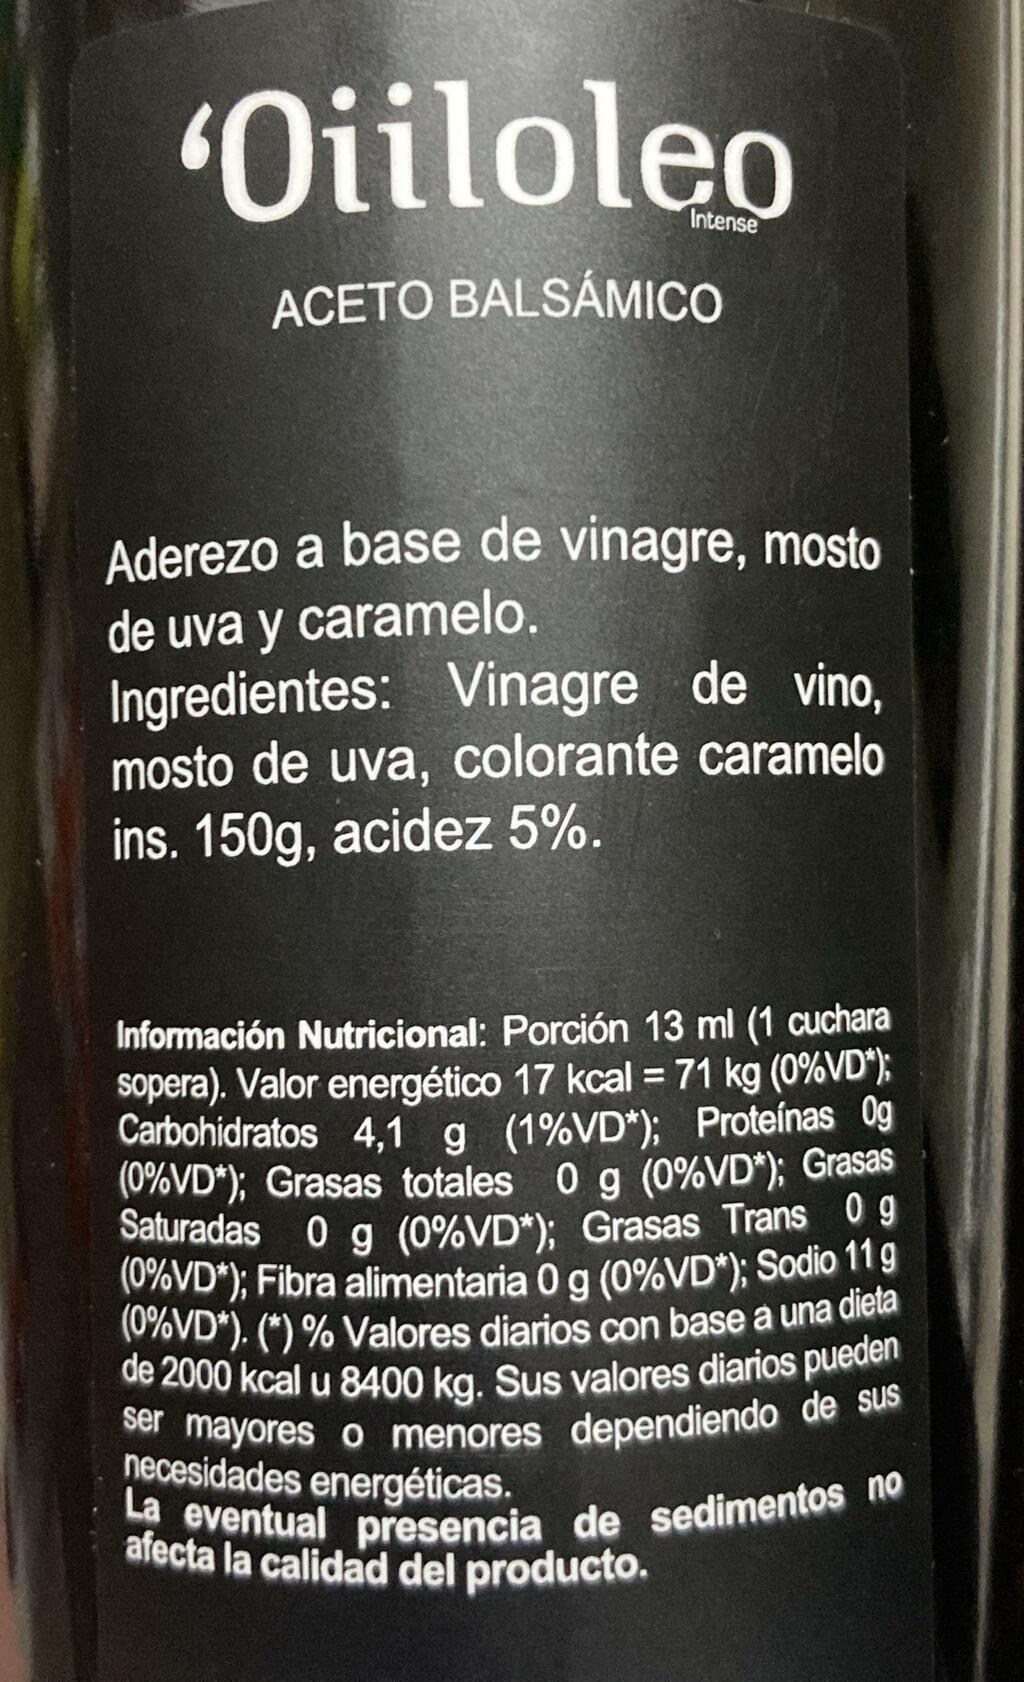 ‘Oiiloleo
Intense
ACETO BALSÁMICO
Aderezo a base de vinagre, mosto
de uva y caramelo.
Ingredientes: Vinagre de vino,
mosto de uva, colorante caramelo
ins. 150g, acidez 5%.
Información Nutricional: Porción 13 ml (1 cuchara
sopera). Valor energético 17 kcal = 71 kg (0%VD*);
Carbohidratos 4,1 g (1%VD*); Proteínas 0g
(0%VD*); Grasas totales 0 g (0%VD*); Grasas
Saturadas 0 g (0%VD*); Grasas Trans 0 g
(0%VD*); Fibra alimentaria 0 g (0%VD*); Sodio 11 g
(0%VD*). (*) % Valores diarios con base a una dieta
de 2000 kcal u 8400 kg. Sus valores diarios pueden
ser mayores o menores dependiendo de sus
necesidades energéticas.
La eventual presencia de sedimentos no
afecta la calidad del producto.